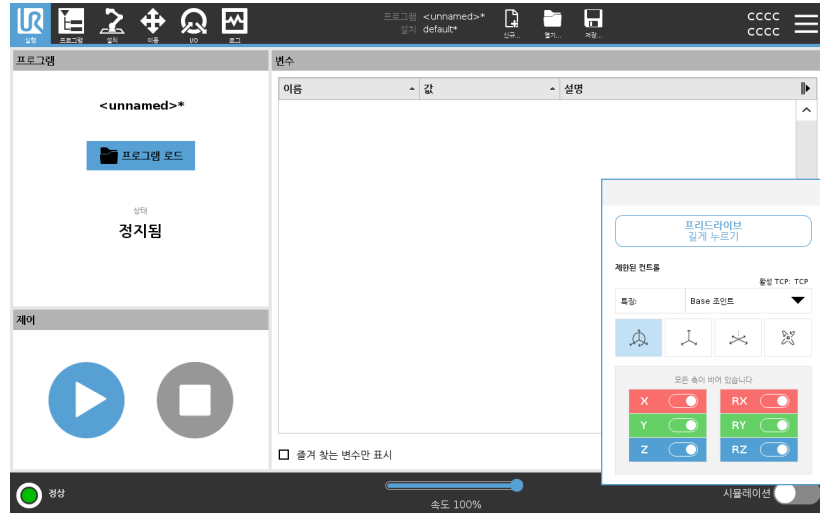 UR
실행
프로그램
설치
이동
I/O
로그
프로그램 <unnamed>*
설치 default*
신규...
열기...
저장...
CCCC
CCCC
프로그램
<unnamed>*
프로그램 로드
상태
정지됨
제어
변수
이름
값
설명
즐겨 찾는 변수만 표시
프리드라이브
길게 누르기
제한된 컨트롤
활성 TCP: TCP
특징: Base 조인트
모든 축이 비어 있습니다
X RX
Y RY
Z RZ
정상
속도 100%
시뮬레이션